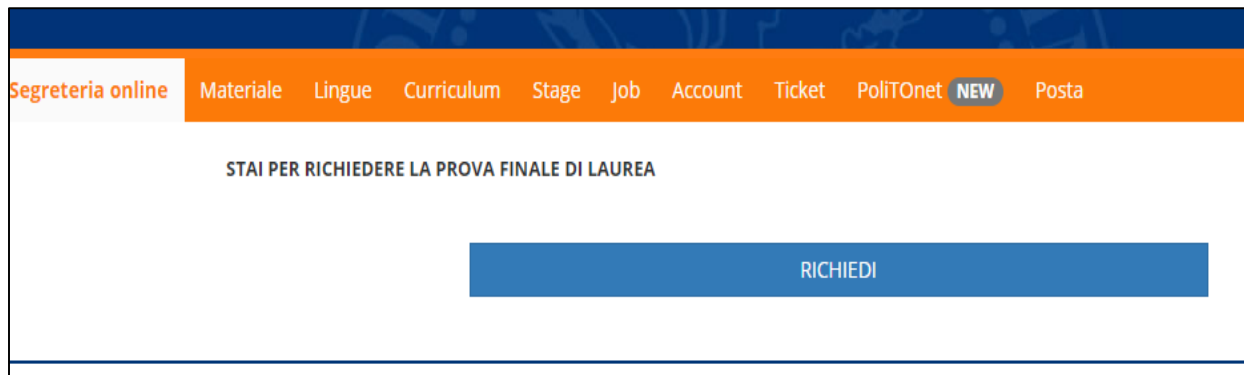 Segreteria online Materiale Lingue Curriculum Stage Job Account Ticket PoliTOnet NEW Posta
STAI PER RICHIEDERE LA PROVA FINALE DI LAUREA
RICHIEDI